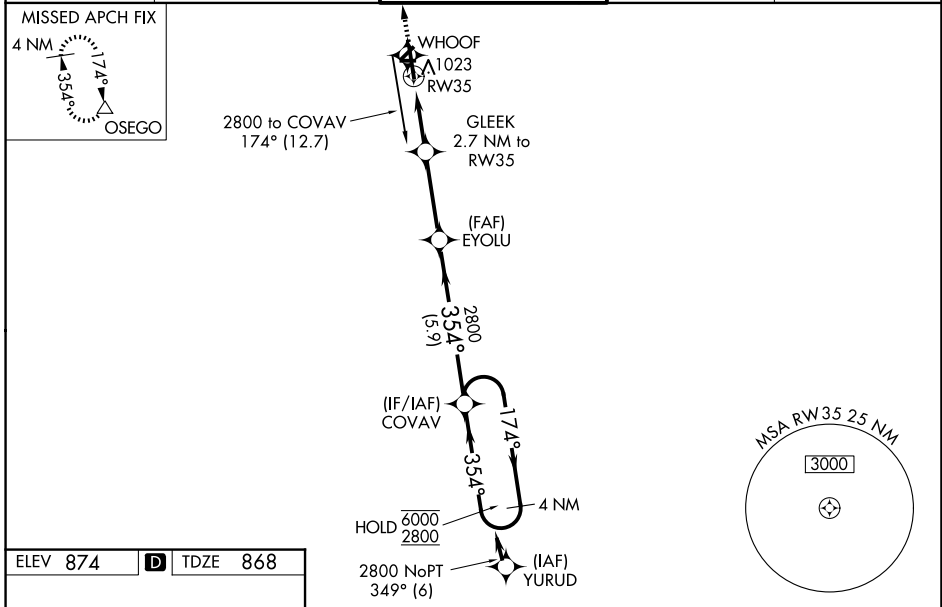 MISSED APCH FIX
4 NM
174°
354°
OSEGO
WHOOF
1023
RW35
2800 to COVAV
174° (12.7)
GLEEK
2.7 NM to
RW35
(FAF)
EYOLU
2800
354°
(5.9)
(IF/IAF)
COVAV
174°
354°
4 NM
HOLD 6000
2800
2800 NoPT
349° (6)
(IAF)
YURUD
MSA RW35 25 NM
3000
ELEV 874 D TDZE 868